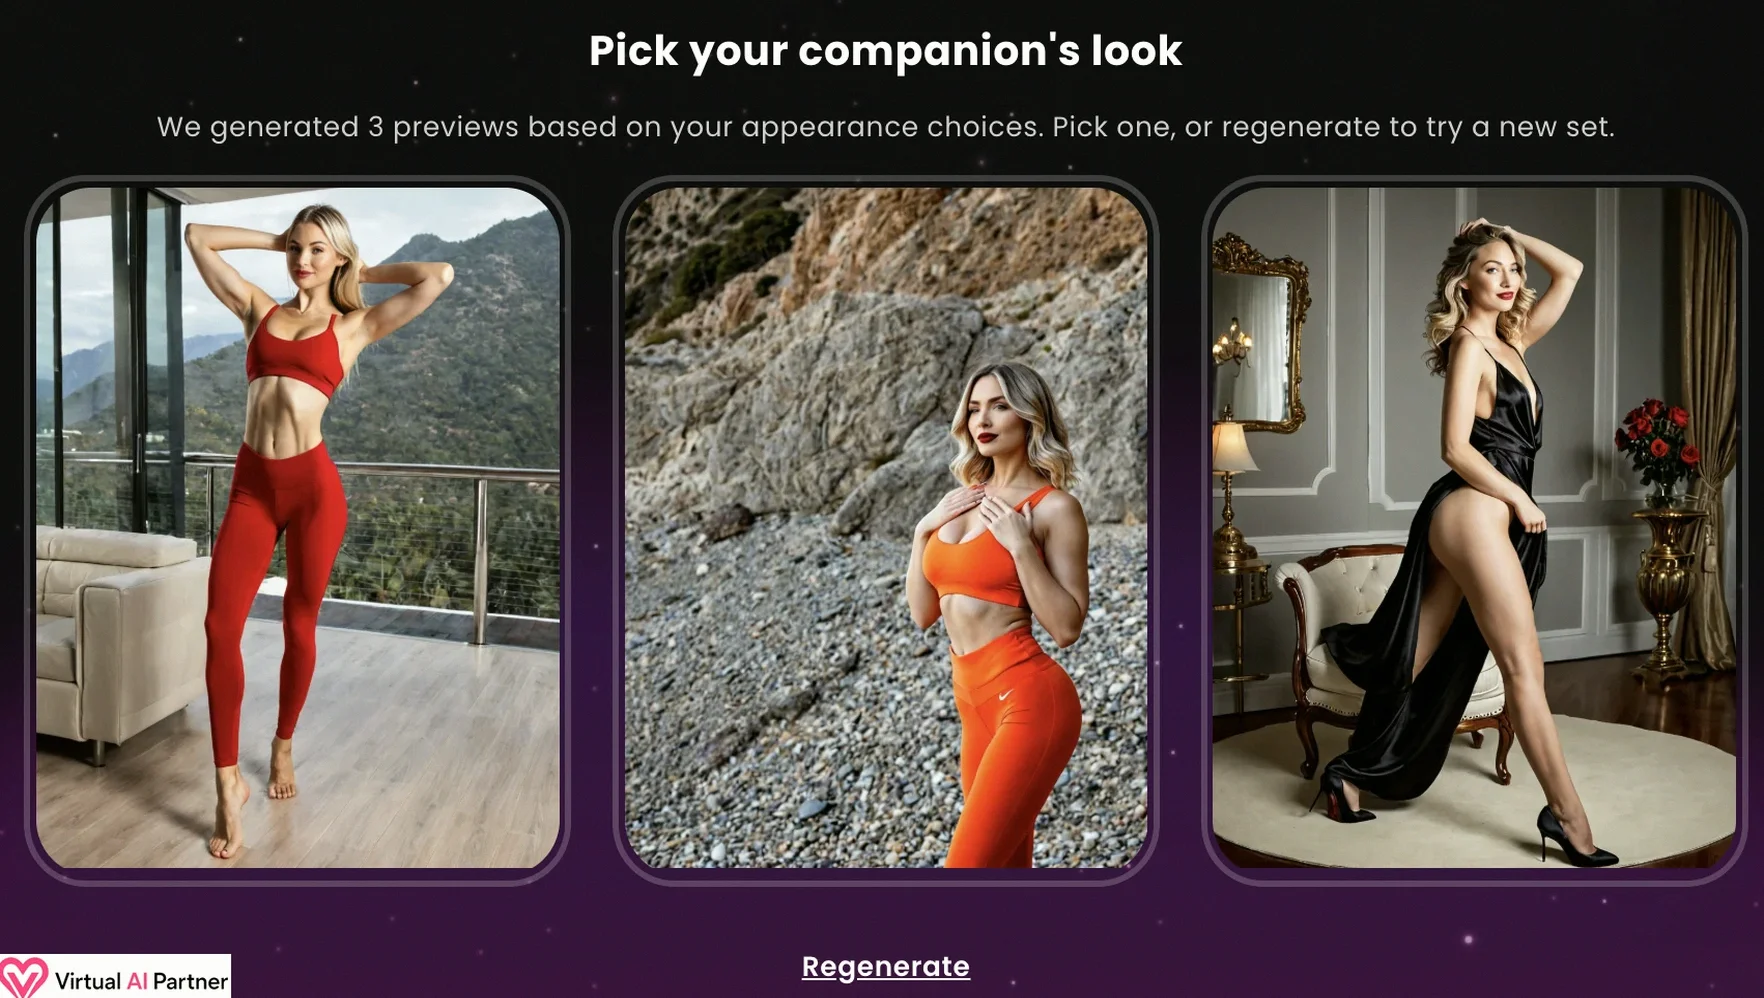 Pick your companion's look
We generated 3 previews based on your appearance choices. Pick one, or regenerate to try a new set.
Regenerate
Virtual AI Partner